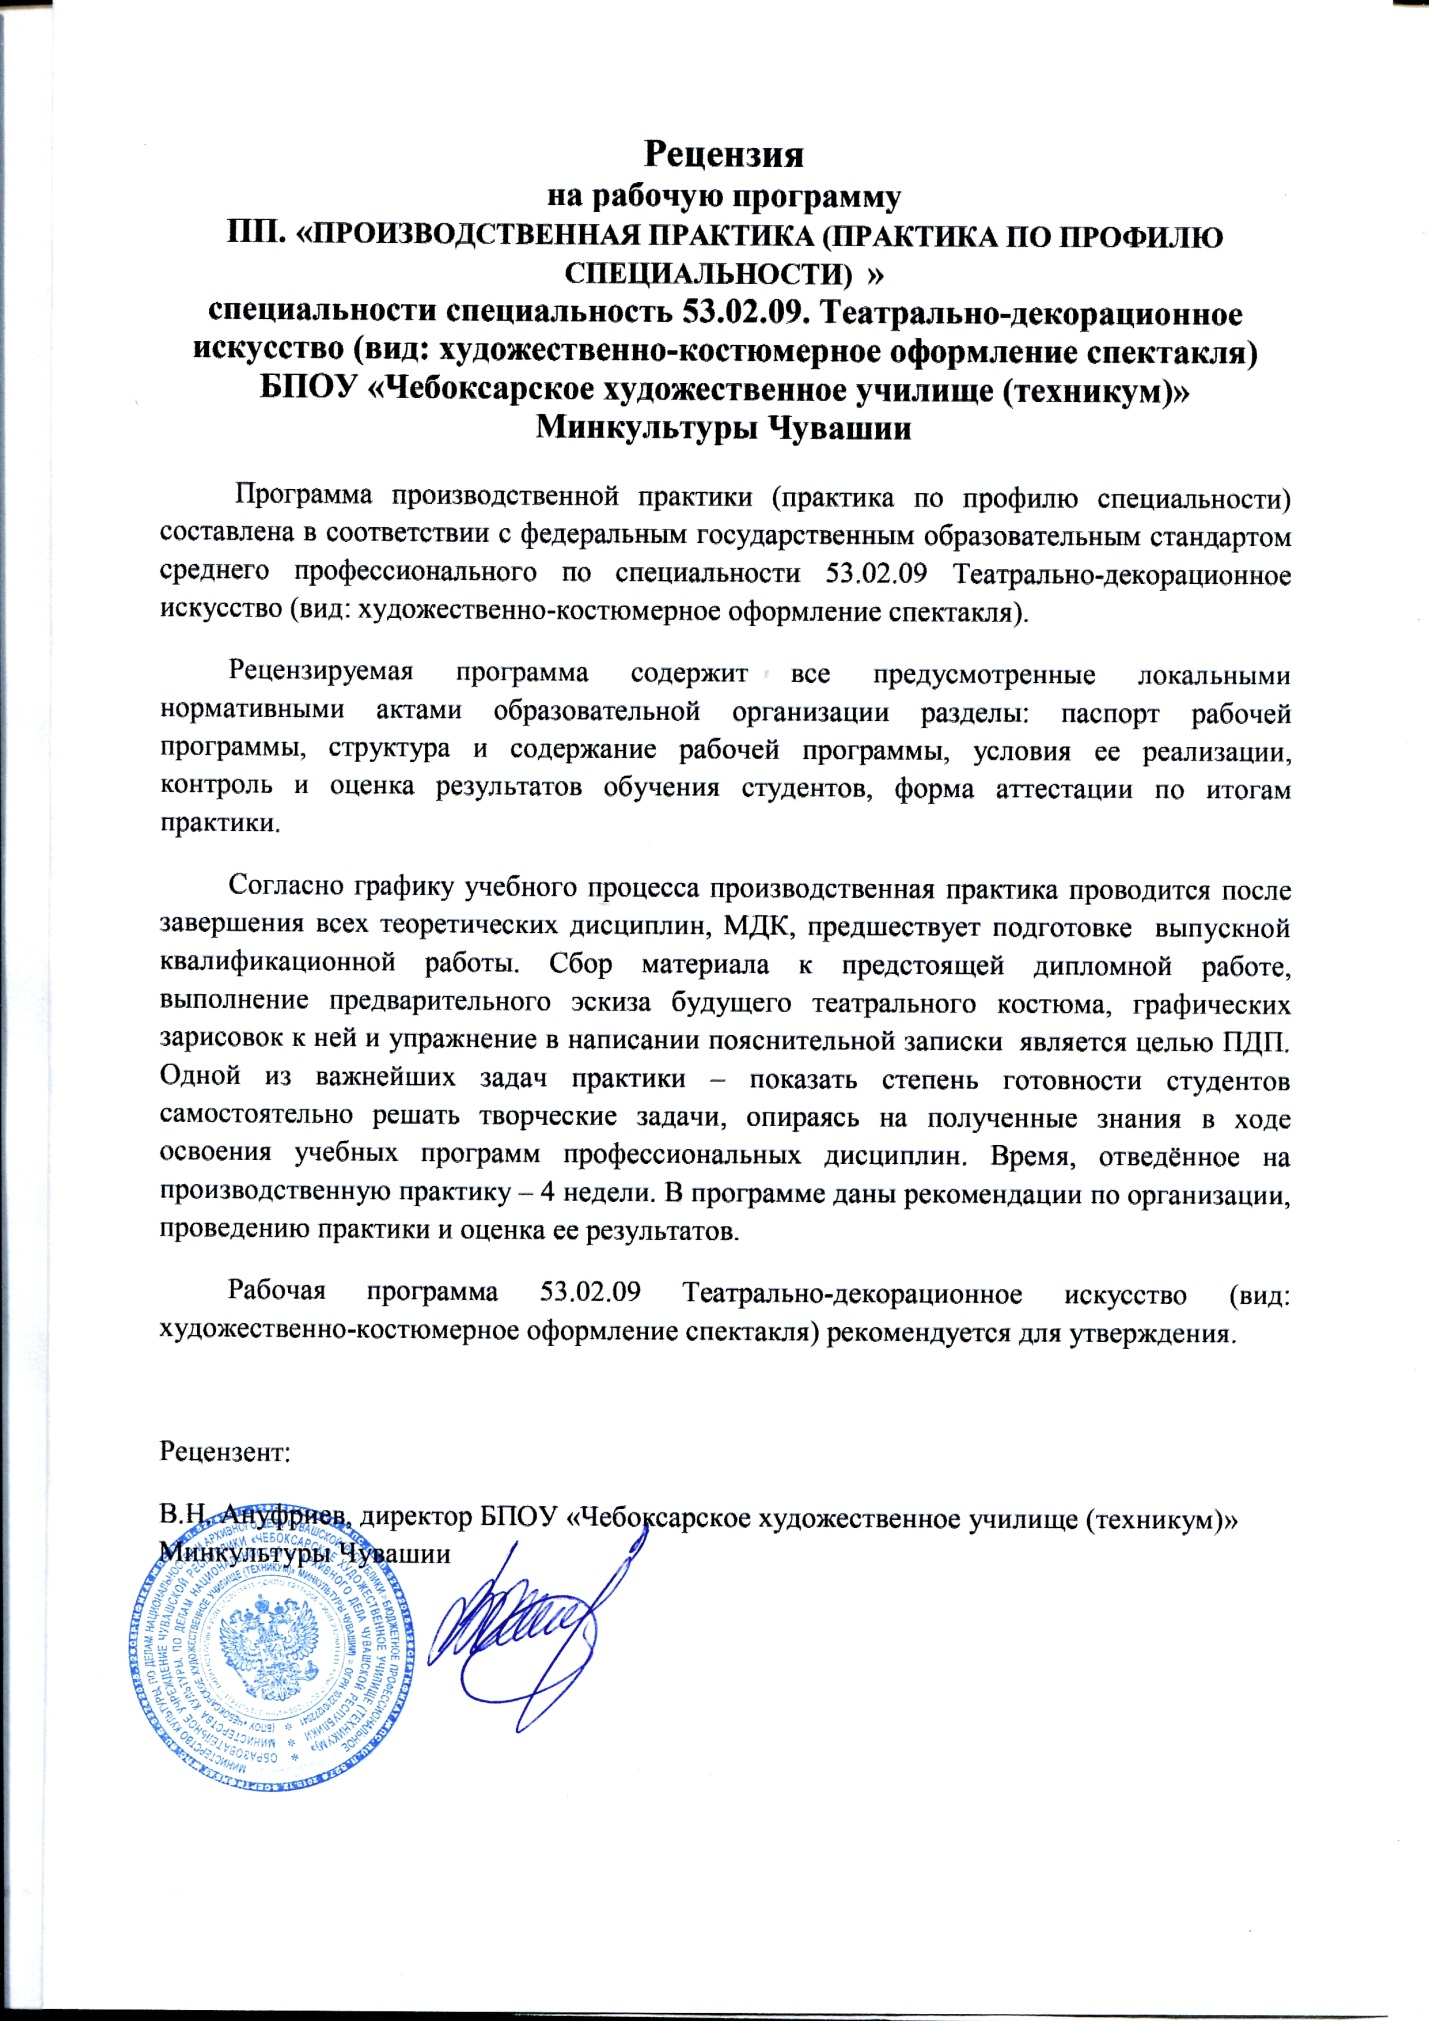 Рецензия
на рабочую программу
ПП. «ПРОИЗВОДСТВЕННАЯ ПРАКТИКА (ПРАКТИКА ПО ПРОФИЛЮ
СПЕЦИАЛЬНОСТИ) »
специальности специальность 53.02.09. Театрально-декорационное
искусство (вид: художественно-костюмерное оформление спектакля)
БПОУ «Чебоксарское художественное училище (техникум)»
Минкультуры Чувашии
Программа производственной практики (практика по профилю специальности)
составлена в соответствии с федеральным государственным образовательным стандартом
среднего профессионального по специальности 53.02.09 Театрально-декорационное
искусство (вид: художественно-костюмерное оформление спектакля).
Рецензируемая программа содержит все предусмотренные локальными
нормативными актами образовательной организации разделы: паспорт рабочей
программы, структура и содержание рабочей программы, условия ее реализации,
контроль и оценка результатов обучения студентов, форма аттестации по итогам
практики.
Согласно графику учебного процесса производственная практика проводится после
завершения всех теоретических дисциплин, МДК, предшествует подготовке выпускной
квалификационной работы. Сбор материала к предстоящей дипломной работе,
выполнение предварительного эскиза будущего театрального костюма, графических
зарисовок к ней и упражнение в написании пояснительной записки является целью ПДП.
Одной из важнейших задач практики – показать степень готовности студентов
самостоятельно решать творческие задачи, опираясь на полученные знания в ходе
освоения учебных программ профессиональных дисциплин. Время, отведённое на
производственную практику – 4 недели. В программе даны рекомендации по организации,
проведению практики и оценка ее результатов.
Рабочая программа 53.02.09 Театрально-декорационное искусство (вид:
художественно-костюмерное оформление спектакля) рекомендуется для утверждения.
Рецензент:
В.Н. Ануфриев, директор БПОУ «Чебоксарское художественное училище (техникум)»
Минкультуры Чувашии